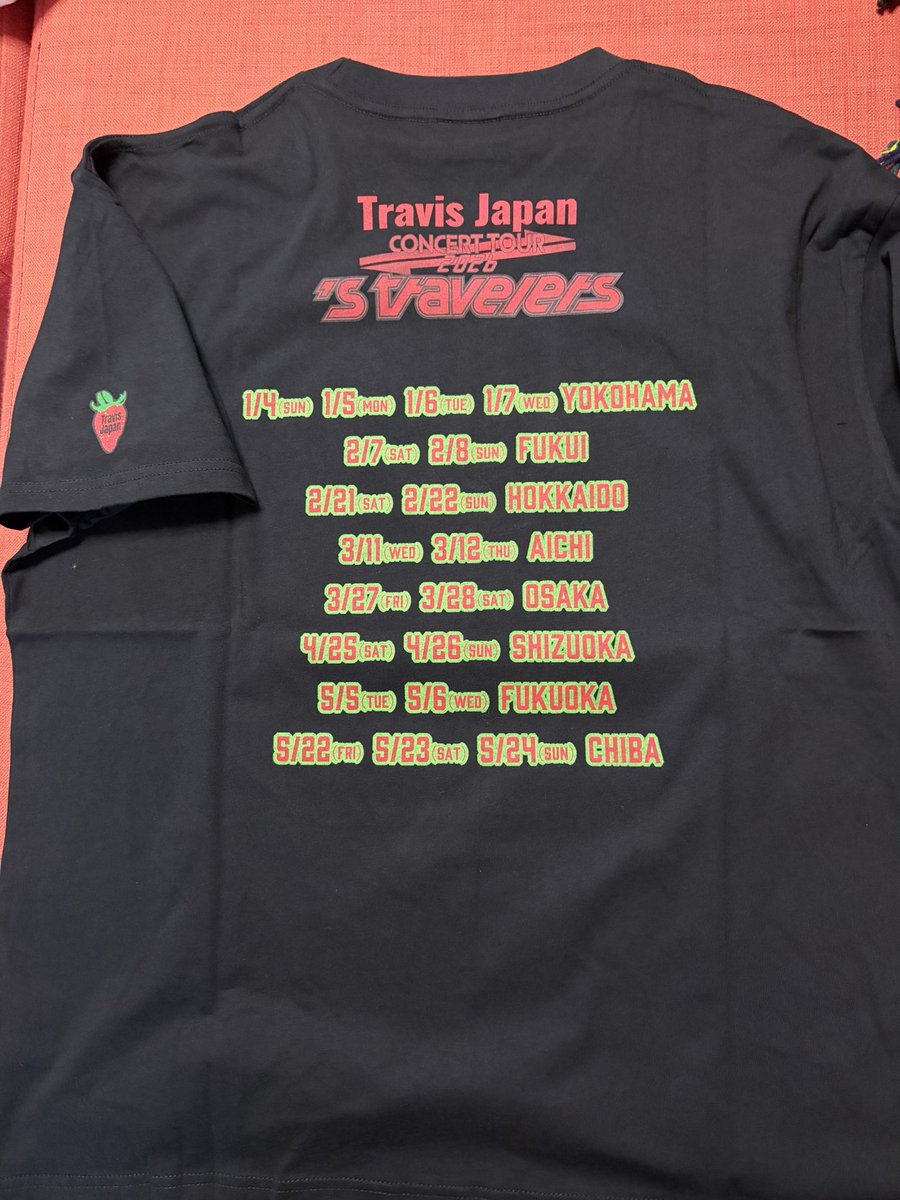 Travis Japan
CONCERT TOUR
2026
'S travelers
1/4(SUN) 1/5(MON) 1/6(TUE) 1/7(WED) YOKOHAMA
2/7(SAT) 2/8(SUN) FUKUI
2/21(SAT) 2/22(SUN) HOKKAIDO
3/11(WED) 3/12(THU) AICHI
3/27(FRI) 3/28(SAT) OSAKA
4/25(SAT) 4/26(SUN) SHIZUOKA
5/5(TUE) 5/6(WED) FUKUOKA
5/22(FRI) 5/23(SAT) 5/24(SUN) CHIBA
Travis
Japan